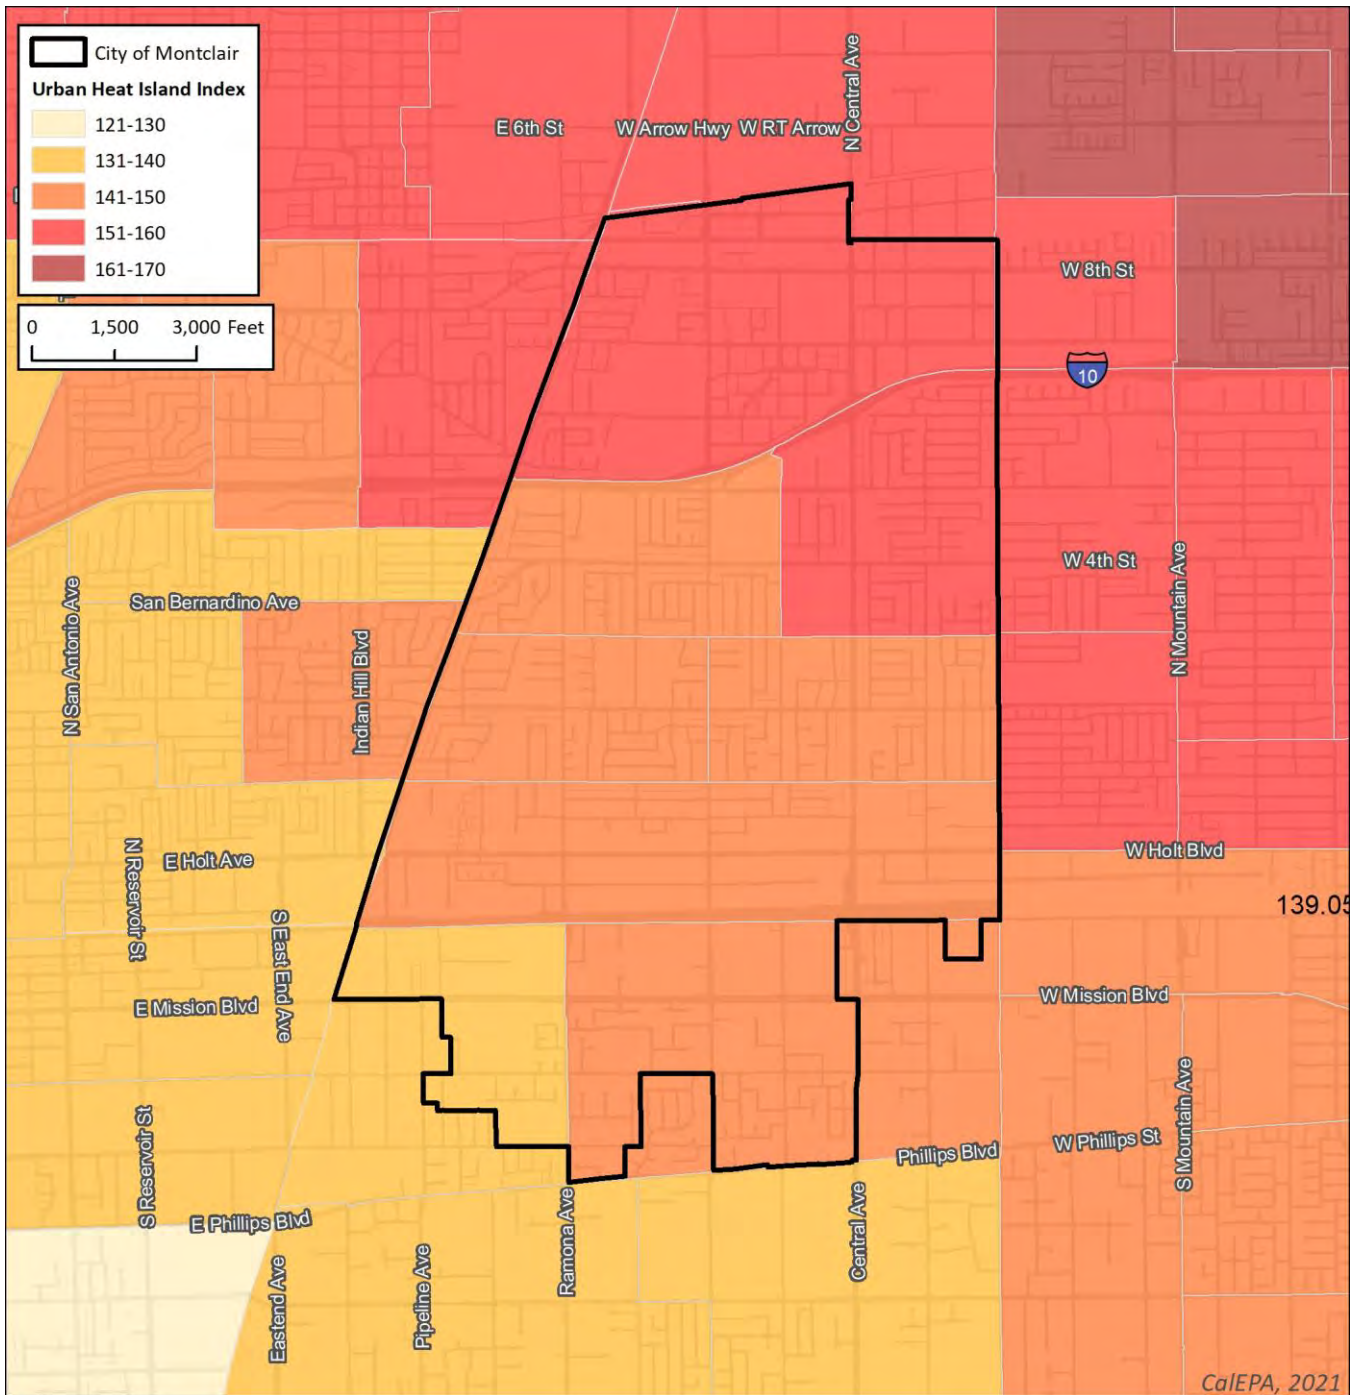 City of Montclair
Urban Heat Island Index
121-130
131-140
141-150
151-160
161-170
0 1,500 3,000 Feet
E 6th St
W Arrow Hwy
W RT Arrow
N Central Ave
W 8th St
10
W 4th St
N Mountain Ave
San Bernardino Ave
N San Antonio Ave
Indian Hill Blvd
N Reservoir St
E Holt Ave
W Holt Blvd
139.05
S East End Ave
E Mission Blvd
W Mission Blvd
S Reservoir St
S Mountain Ave
W Phillips St
Phillips Blvd
E Phillips Blvd
Ramona Ave
Central Ave
Eastend Ave
Pipeline Ave
CalEPA, 2021